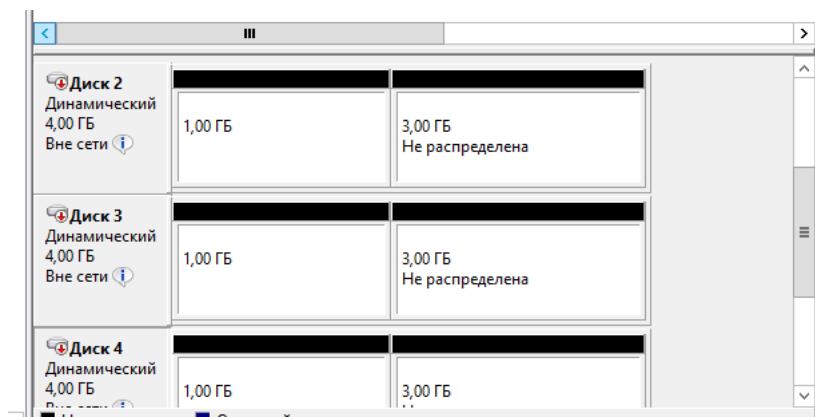 Диск 2
Динамический
4,00 ГБ
Вне сети
1,00 ГБ
3,00 ГБ
Не распределена
Диск 3
Динамический
4,00 ГБ
Вне сети
1,00 ГБ
3,00 ГБ
Не распределена
Диск 4
Динамический
4,00 ГБ
1,00 ГБ
3,00 ГБ